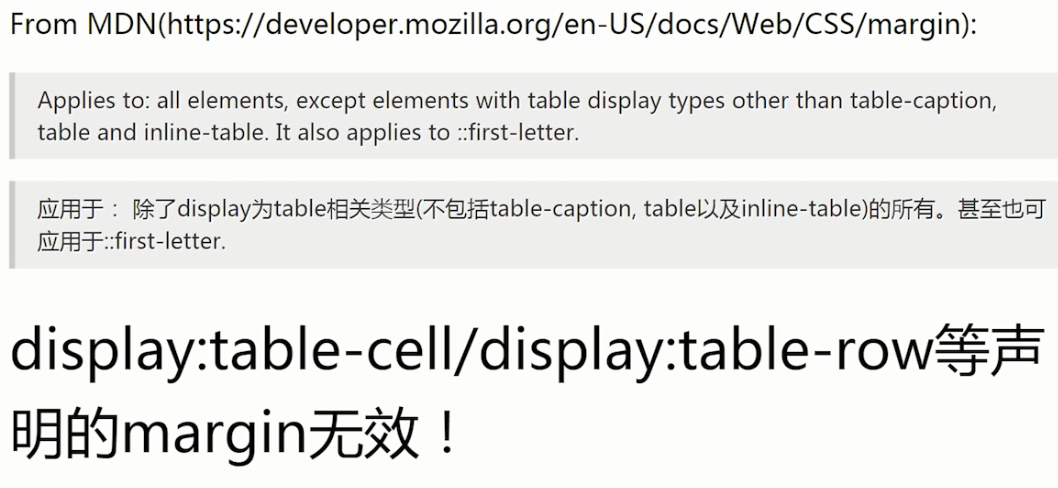 From MDN(https://developer.mozilla.org/en-US/docs/Web/CSS/margin):
Applies to: all elements, except elements with table display types other than table-caption,
table and inline-table. It also applies to ::first-letter.
应用于： 除了display为table相关类型(不包括table-caption, table以及inline-table)的所有。甚至也可
应用于::first-letter.
display:table-cell/display:table-row等声
明的margin无效！